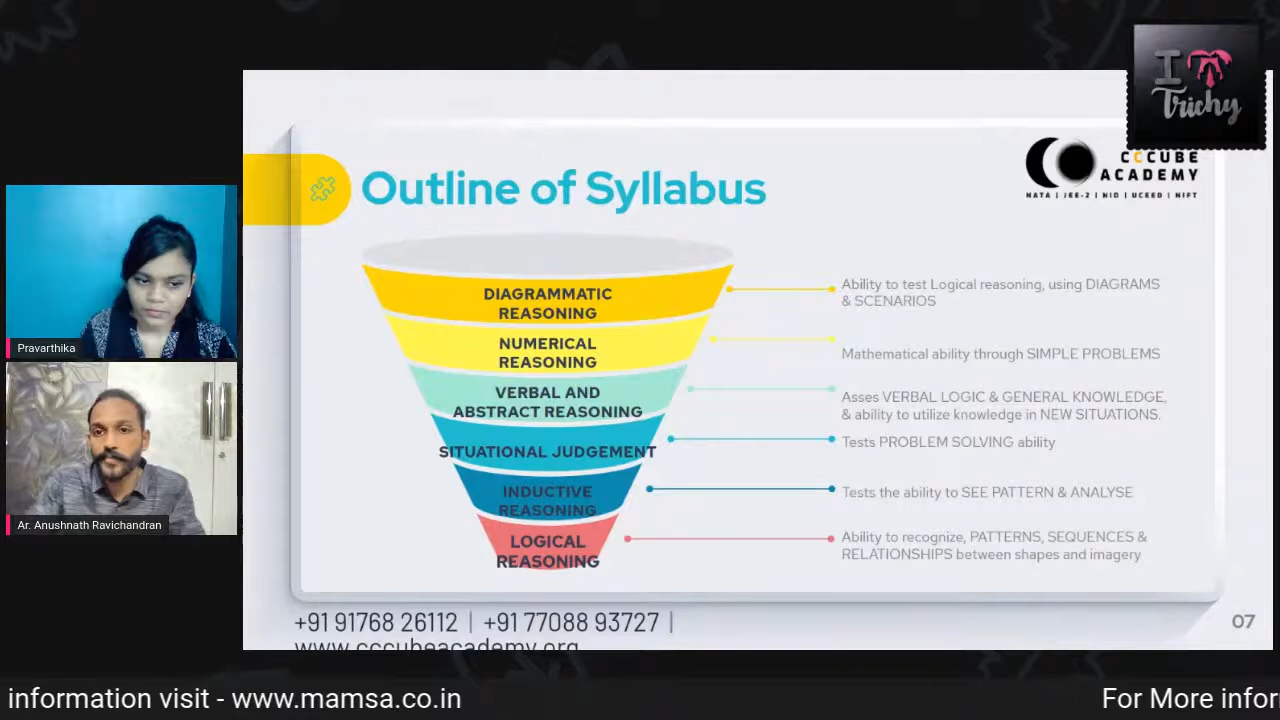 I
Trichy
CCCUBE
ACADEMY
NATA | JEE-2 | NID | UCEED | NIFT
Outline of Syllabus
DIAGRAMMATIC
REASONING
Ability to test Logical reasoning, using DIAGRAMS
& SCENARIOS
NUMERICAL
REASONING
Mathematical ability through SIMPLE PROBLEMS
VERBAL AND
ABSTRACT REASONING
Asses VERBAL LOGIC & GENERAL KNOWLEDGE,
& ability to utilize knowledge in NEW SITUATIONS.
SITUATIONAL JUDGEMENT
Tests PROBLEM SOLVING ability
INDUCTIVE
REASONING
Tests the ability to SEE PATTERN & ANALYSE
LOGICAL
REASONING
Ability to recognize, PATTERNS, SEQUENCES &
RELATIONSHIPS between shapes and imagery
Pravarthika
Ar. Anushnath Ravichandran
+91 91768 26112 | +91 77088 93727 |
www.cccubeacademy.org
07
information visit - www.mamsa.co.in
For More infor